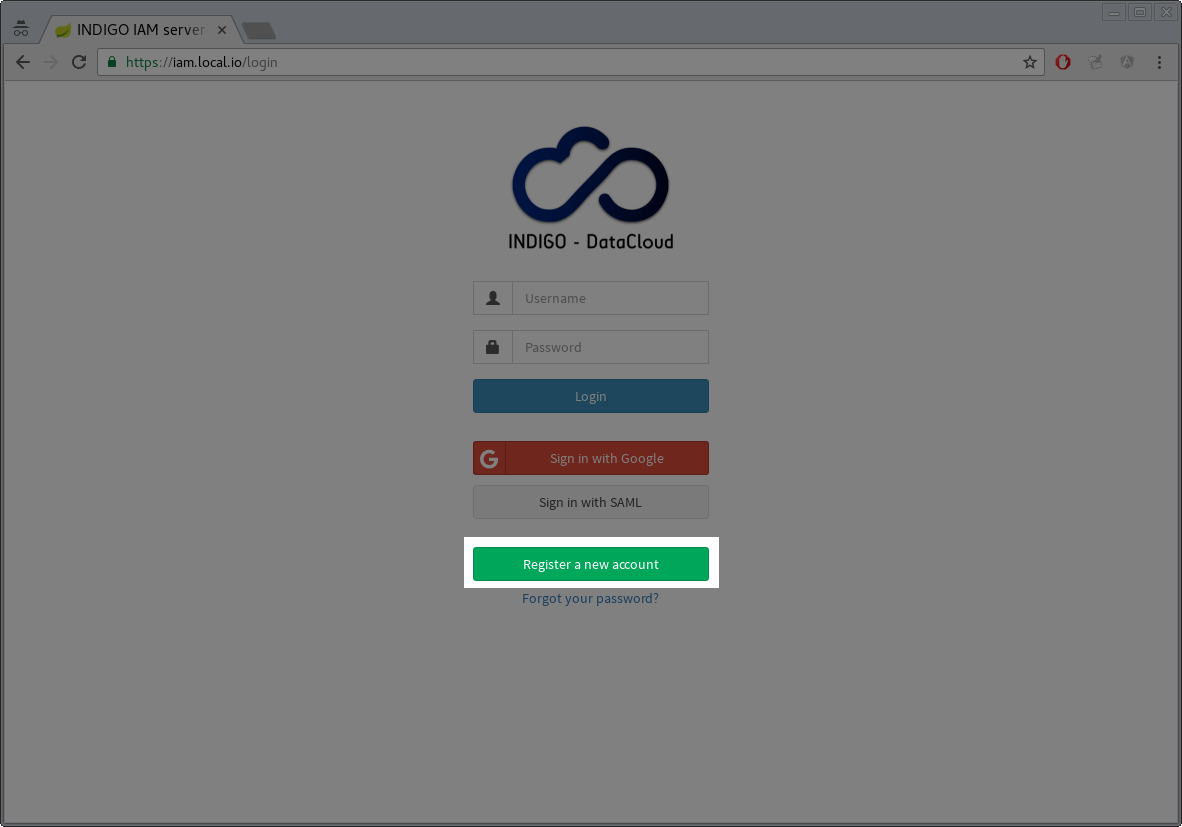 INDIGO IAM server
https://iam.local.io/login
INDIGO - DataCloud
Username
Password
Login
G Sign in with Google
Sign in with SAML
Register a new account
Forgot your password?